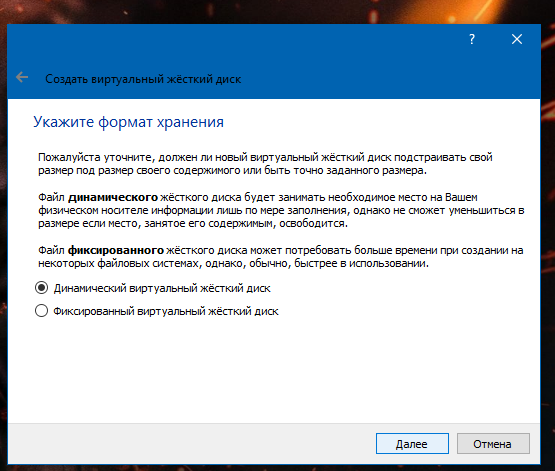 ?
Создать виртуальный жёсткий диск
Укажите формат хранения
Пожалуйста уточните, должен ли новый виртуальный жёсткий диск подстраивать свой
размер под размер своего содержимого или быть точно заданного размера.
Файл динамического жёсткого диска будет занимать необходимое место на Вашем
физическом носителе информации лишь по мере заполнения, однако не сможет уменьшиться в
размере если место, занятое его содержимым, освободится.
Файл фиксированного жёсткого диска может потребовать больше времени при создании на
некоторых файловых системах, однако, обычно, быстрее в использовании.
Динамический виртуальный жёсткий диск
Фиксированный виртуальный жёсткий диск
Далее
Отмена